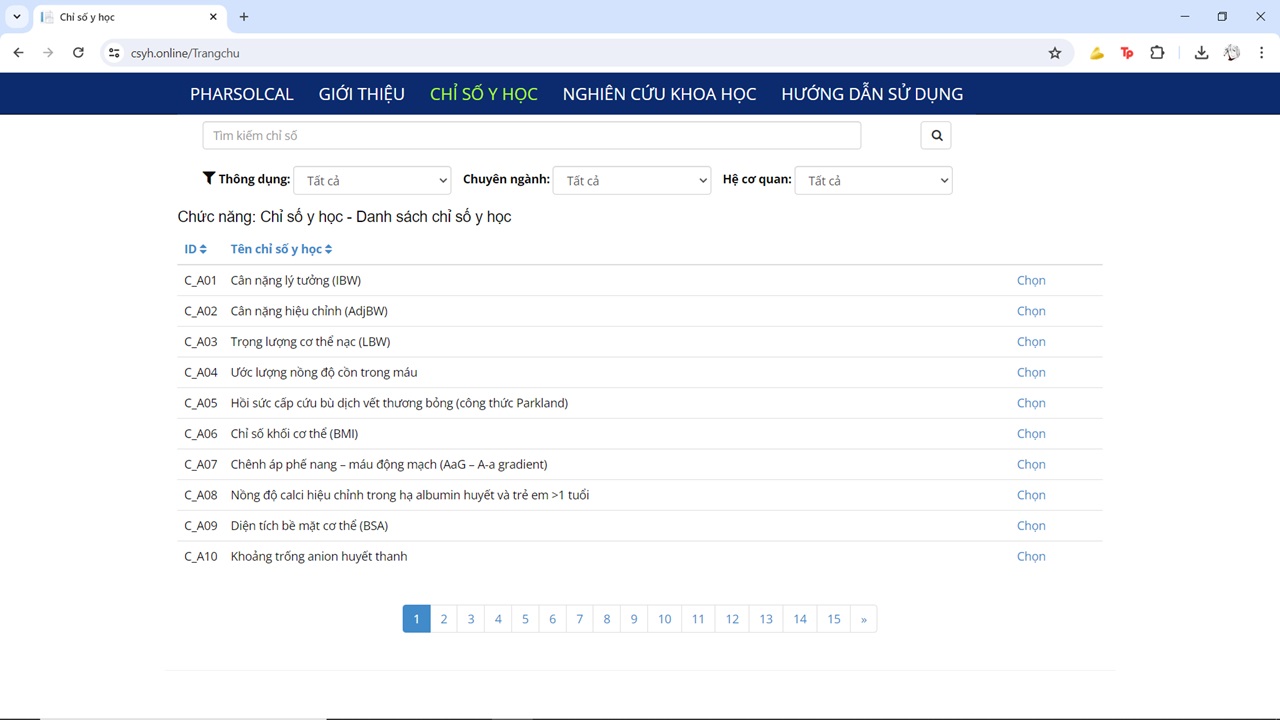 Chỉ số y học
csyh.online/Trangchu
PHARSOLCAL GIỚI THIỆU CHỈ SỐ Y HỌC NGHIÊN CỨU KHOA HỌC HƯỚNG DẪN SỬ DỤNG
Tìm kiếm chỉ số
Thông dụng: Tất cả Chuyên ngành: Tất cả Hệ cơ quan: Tất cả
Chức năng: Chỉ số y học - Danh sách chỉ số y học
ID Tên chỉ số y học
C_A01 Cân nặng lý tưởng (IBW) Chọn
C_A02 Cân nặng hiệu chỉnh (AdjBW) Chọn
C_A03 Trọng lượng cơ thể nạc (LBW) Chọn
C_A04 Ước lượng nồng độ cồn trong máu Chọn
C_A05 Hồi sức cấp cứu bù dịch vết thương bỏng (công thức Parkland) Chọn
C_A06 Chỉ số khối cơ thể (BMI) Chọn
C_A07 Chênh áp phế nang – máu động mạch (AaG – A-a gradient) Chọn
C_A08 Nồng độ calci hiệu chỉnh trong hạ albumin huyết và trẻ em >1 tuổi Chọn
C_A09 Diện tích bề mặt cơ thể (BSA) Chọn
C_A10 Khoảng trống anion huyết thanh Chọn
1 2 3 4 5 6 7 8 9 10 11 12 13 14 15 »